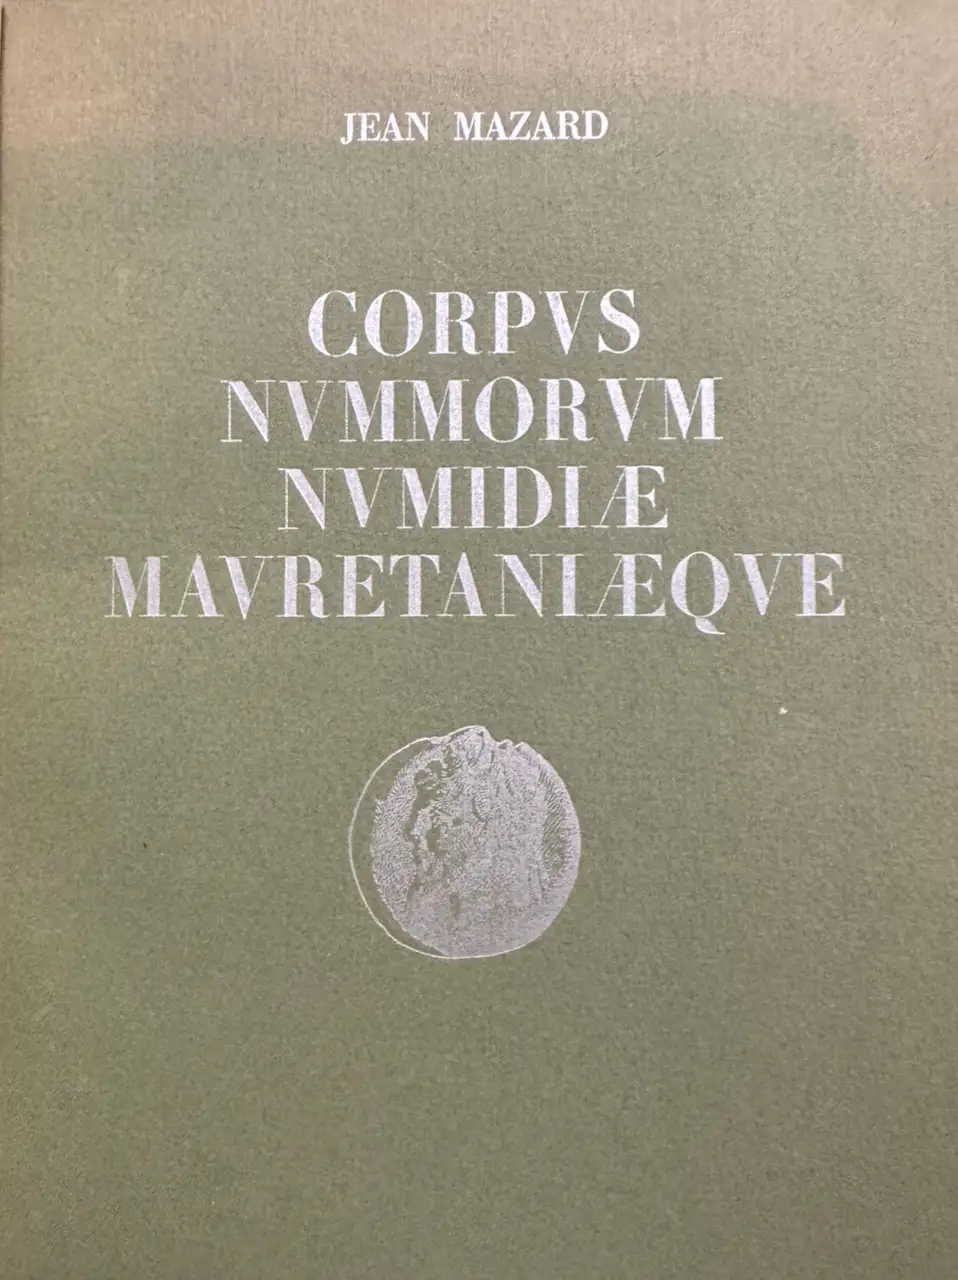 JEAN MAZARD
CORPVS
NVMMORVM
NVMIDIÆ
MAVRETANIÆQVE